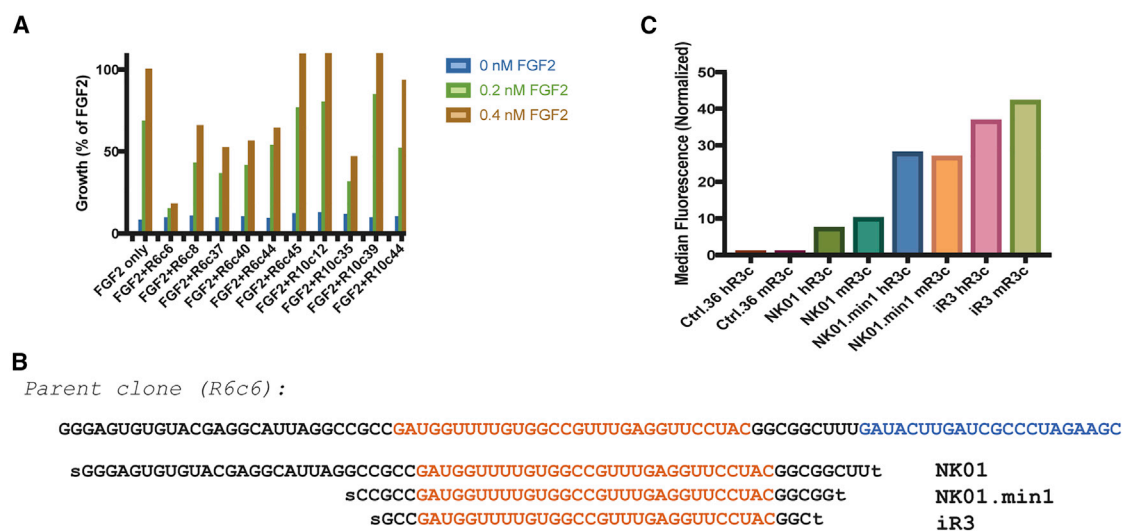 A
Growth (% of FGF2)
100
50
0
FGF2 only
FGF2+R6c6
FGF2+R6c8
FGF2+R6c37
FGF2+R6c40
FGF2+R6c44
FGF2+R6c45
FGF2+R10c12
FGF2+R10c35
FGF2+R10c39
FGF2+R10c44
0 nM FGF2
0.2 nM FGF2
0.4 nM FGF2
C
Median Fluorescence (Normalized)
50
40
30
20
10
0
Ctrl.36 hR3c
Ctrl.36 mR3c
NK01 hR3c
NK01 mR3c
NK01.min1 hR3c
NK01.min1 mR3c
iR3 hR3c
iR3 mR3c
B
Parent clone (R6c6):
GGGAGUGUGUACGAGGCAUUAGGCCGCCGAUGGUUUUGUGGCCGUUUGAGGUUCCUACGGCGGCUUUGAUACUUGAUCGCCCUAGAAGC
sGGGAGUGUGUACGAGGCAUUAGGCCGCCGAUGGUUUUGUGGCCGUUUGAGGUUCCUACGGCGGCUUt NK01
sCCGCCGAUGGUUUUGUGGCCGUUUGAGGUUCCUACGGCGGt NK01.min1
sGCCGAUGGUUUUGUGGCCGUUUGAGGUUCCUACGGCt iR3